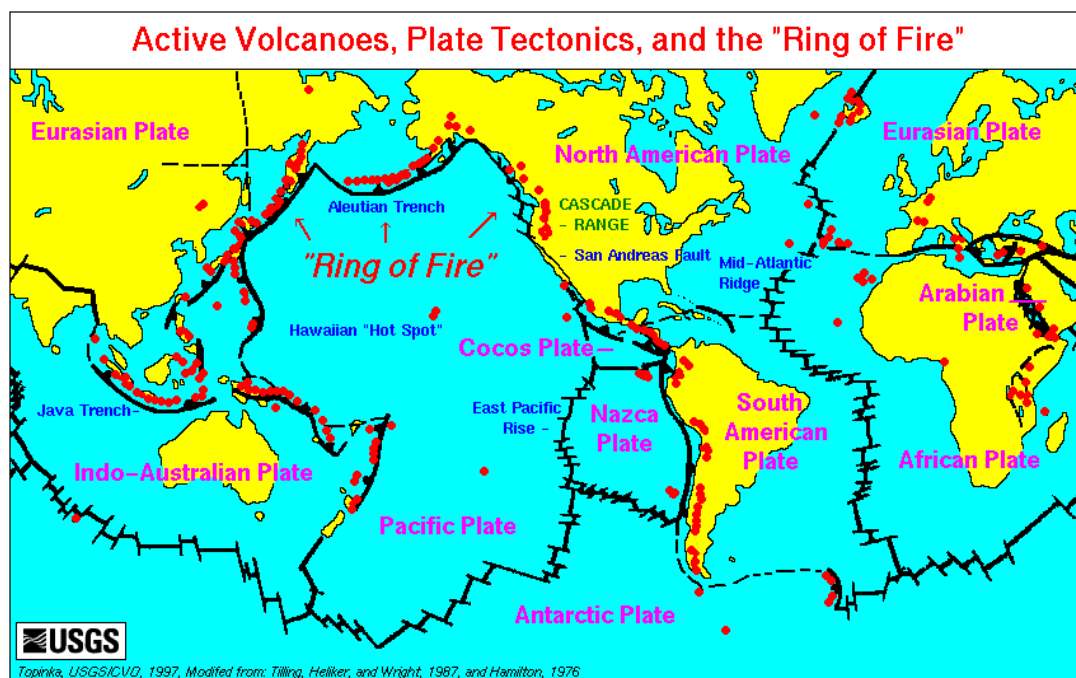 Active Volcanoes, Plate Tectonics, and the "Ring of Fire"
Eurasian Plate
North American Plate
Eurasian Plate
Aleutian Trench
CASCADE
- RANGE
"Ring of Fire"
- San Andreas Fault
Mid-Atlantic
Ridge
Arabian
Plate
Hawaiian "Hot Spot"
Cocos Plate
Java Trench-
East Pacific
Rise -
Nazca
Plate
South
American
Plate
Indo-Australian Plate
African Plate
Pacific Plate
Antarctic Plate
USGS
Topinka, USGS/CVO, 1997, Modifed from: Tilling, Heliker, and Wright, 1987, and Hamilton, 1976